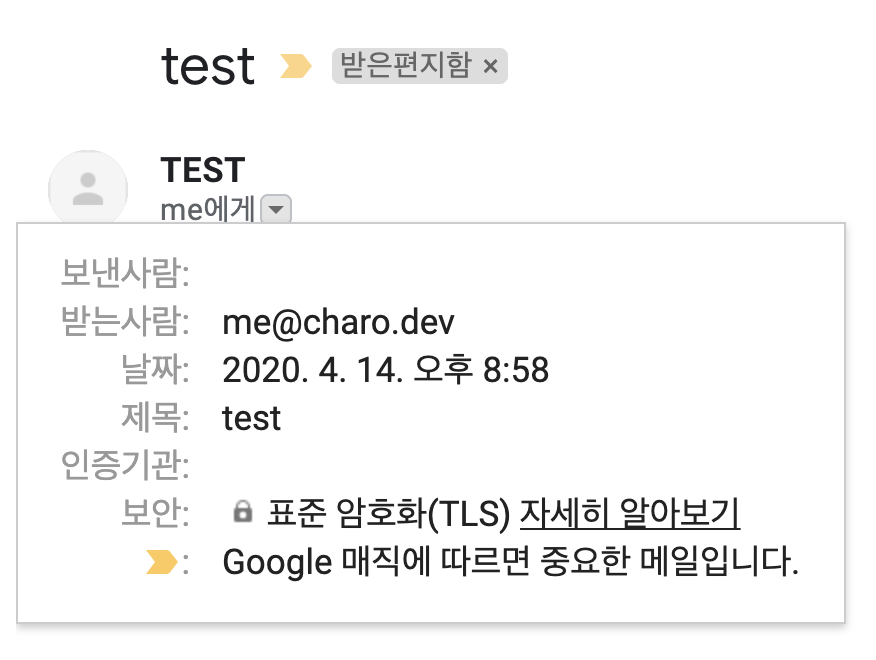 test 받은편지함 ×
TEST
me에게
보낸사람:
받는사람: me@charo.dev
날짜: 2020. 4. 14. 오후 8:58
제목: test
인증기관:
보안: 표준 암호화(TLS) 자세히 알아보기
: Google 매직에 따르면 중요한 메일입니다.